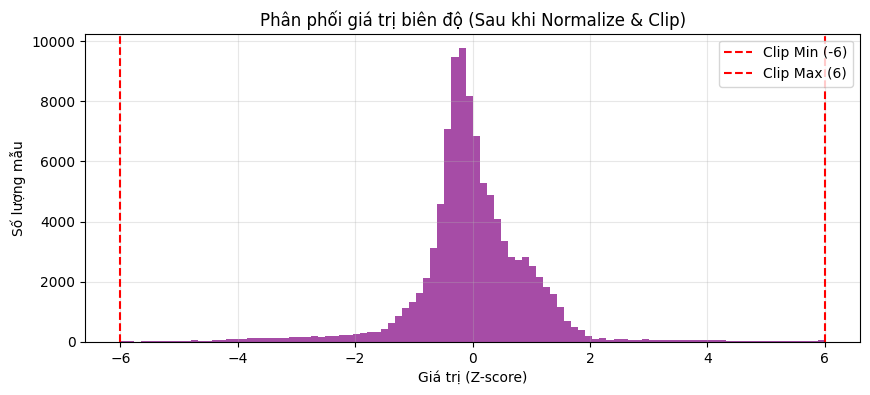 Phân phối giá trị biên độ (Sau khi Normalize & Clip)
Clip Min (-6)
Clip Max (6)
Số lượng mẫu
10000
8000
6000
4000
2000
0
−6
−4
−2
0
2
4
6
Giá trị (Z-score)